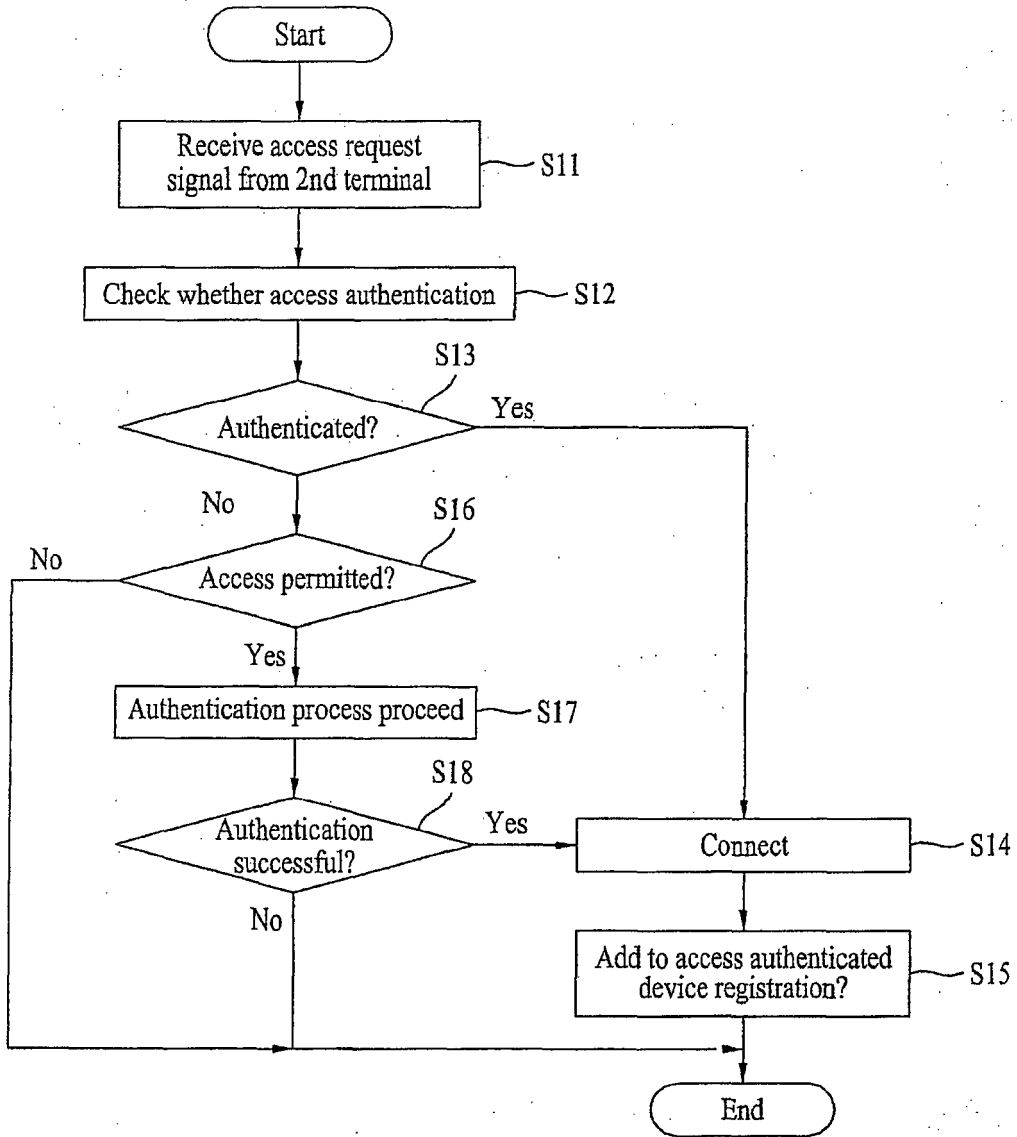 Start
Receive access request
signal from 2nd terminal
S11
Check whether access authentication
S12
S13
Authenticated?
Yes
No
S16
No
Access permitted?
Yes
Authentication process proceed
S17
S18
Authentication
successful?
Yes
Connect
S14
No
Add to access authenticated
device registration?
S15
End